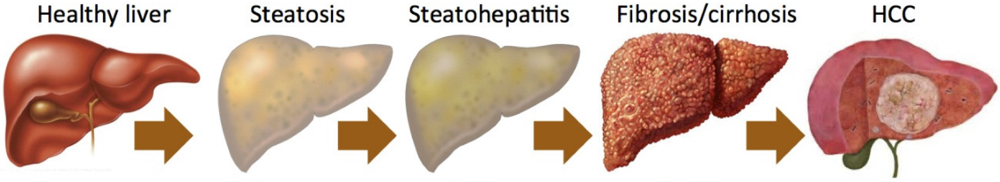 Healthy liver
Steatosis
Steatohepatitis
Fibrosis/cirrhosis
HCC